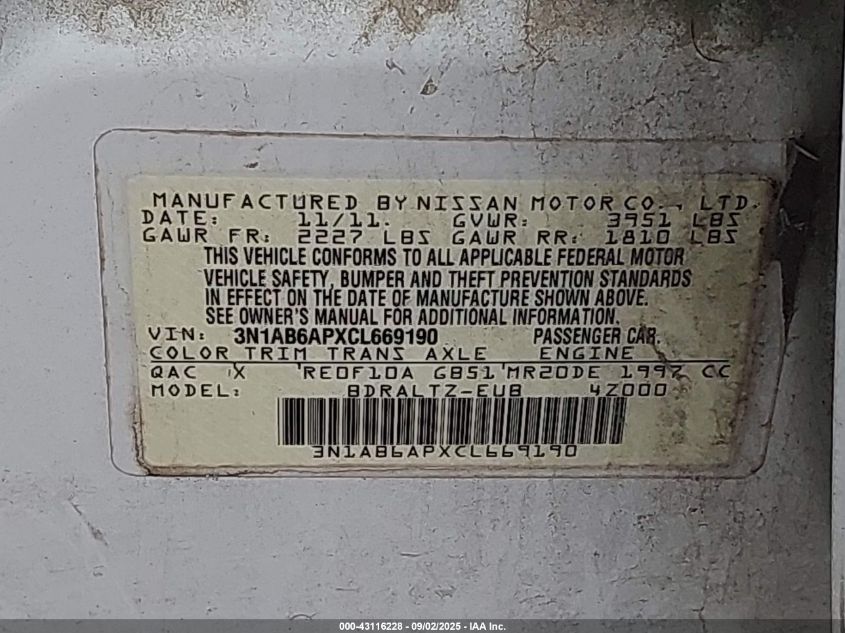 MANUFACTURED BY NISSAN MOTOR CO., LTD.
DATE: 11/11. GVWR: 3951 LBS
GAWR FR: 2227 LBS GAWR RR: 1810 LBS
THIS VEHICLE CONFORMS TO ALL APPLICABLE FEDERAL MOTOR
VEHICLE SAFETY, BUMPER AND THEFT PREVENTION STANDARDS
IN EFFECT ON THE DATE OF MANUFACTURE SHOWN ABOVE.
SEE OWNER'S MANUAL FOR ADDITIONAL INFORMATION.
VIN: 3N1AB6APXCL669190 PASSENGER CAR.
COLOR TRIM TRANS AXLE ENGINE
QAC X RE0F10A GB51 MR20DE 1997 CC
MODEL: BDRALTZ-EUB 4Z000
3N1AB6APXCL669190
000-43116228 - 09/02/2025 - IAA Inc.